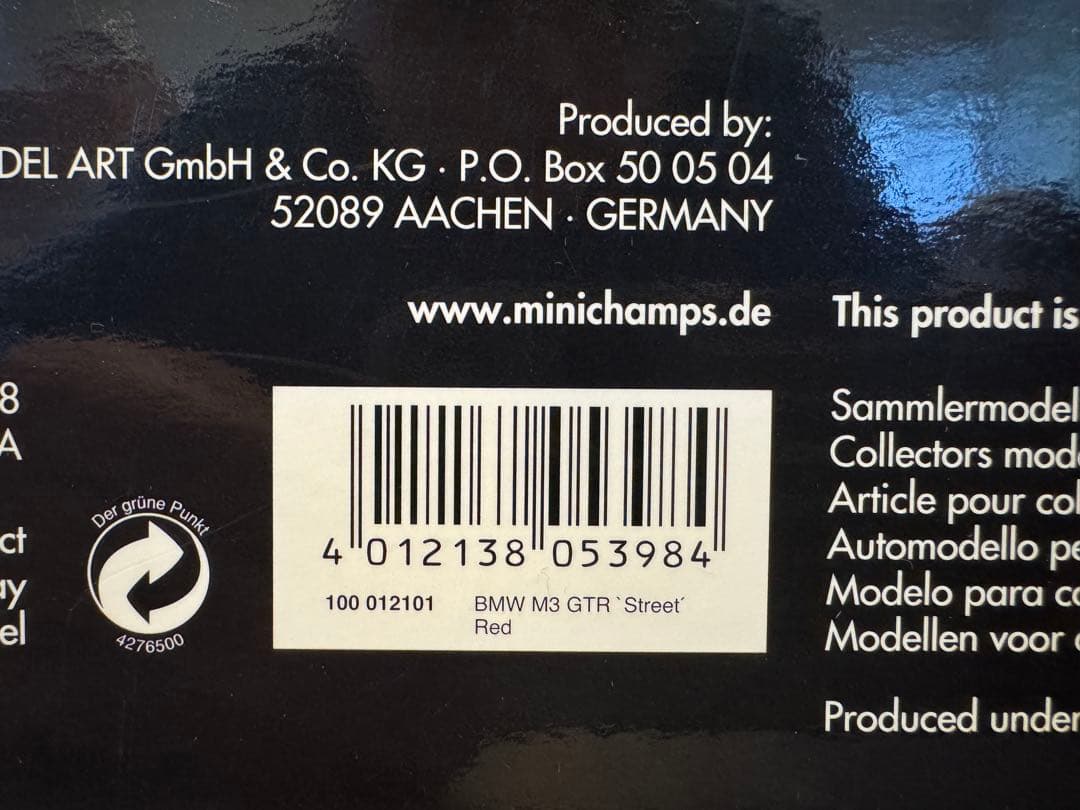 Produced by:
DEL ART GmbH & Co. KG · P.O. Box 50 05 04
52089 AACHEN · GERMANY
www.minichamps.de
8
A
ct
ay
el
Der grüne Punkt
4276500
4 012138 053984
100 012101 BMW M3 GTR `Street´
Red
This product is
Sammlermodel
Collectors mode
Article pour col
Automodello pe
Modelo para co
Modellen voor
Produced under